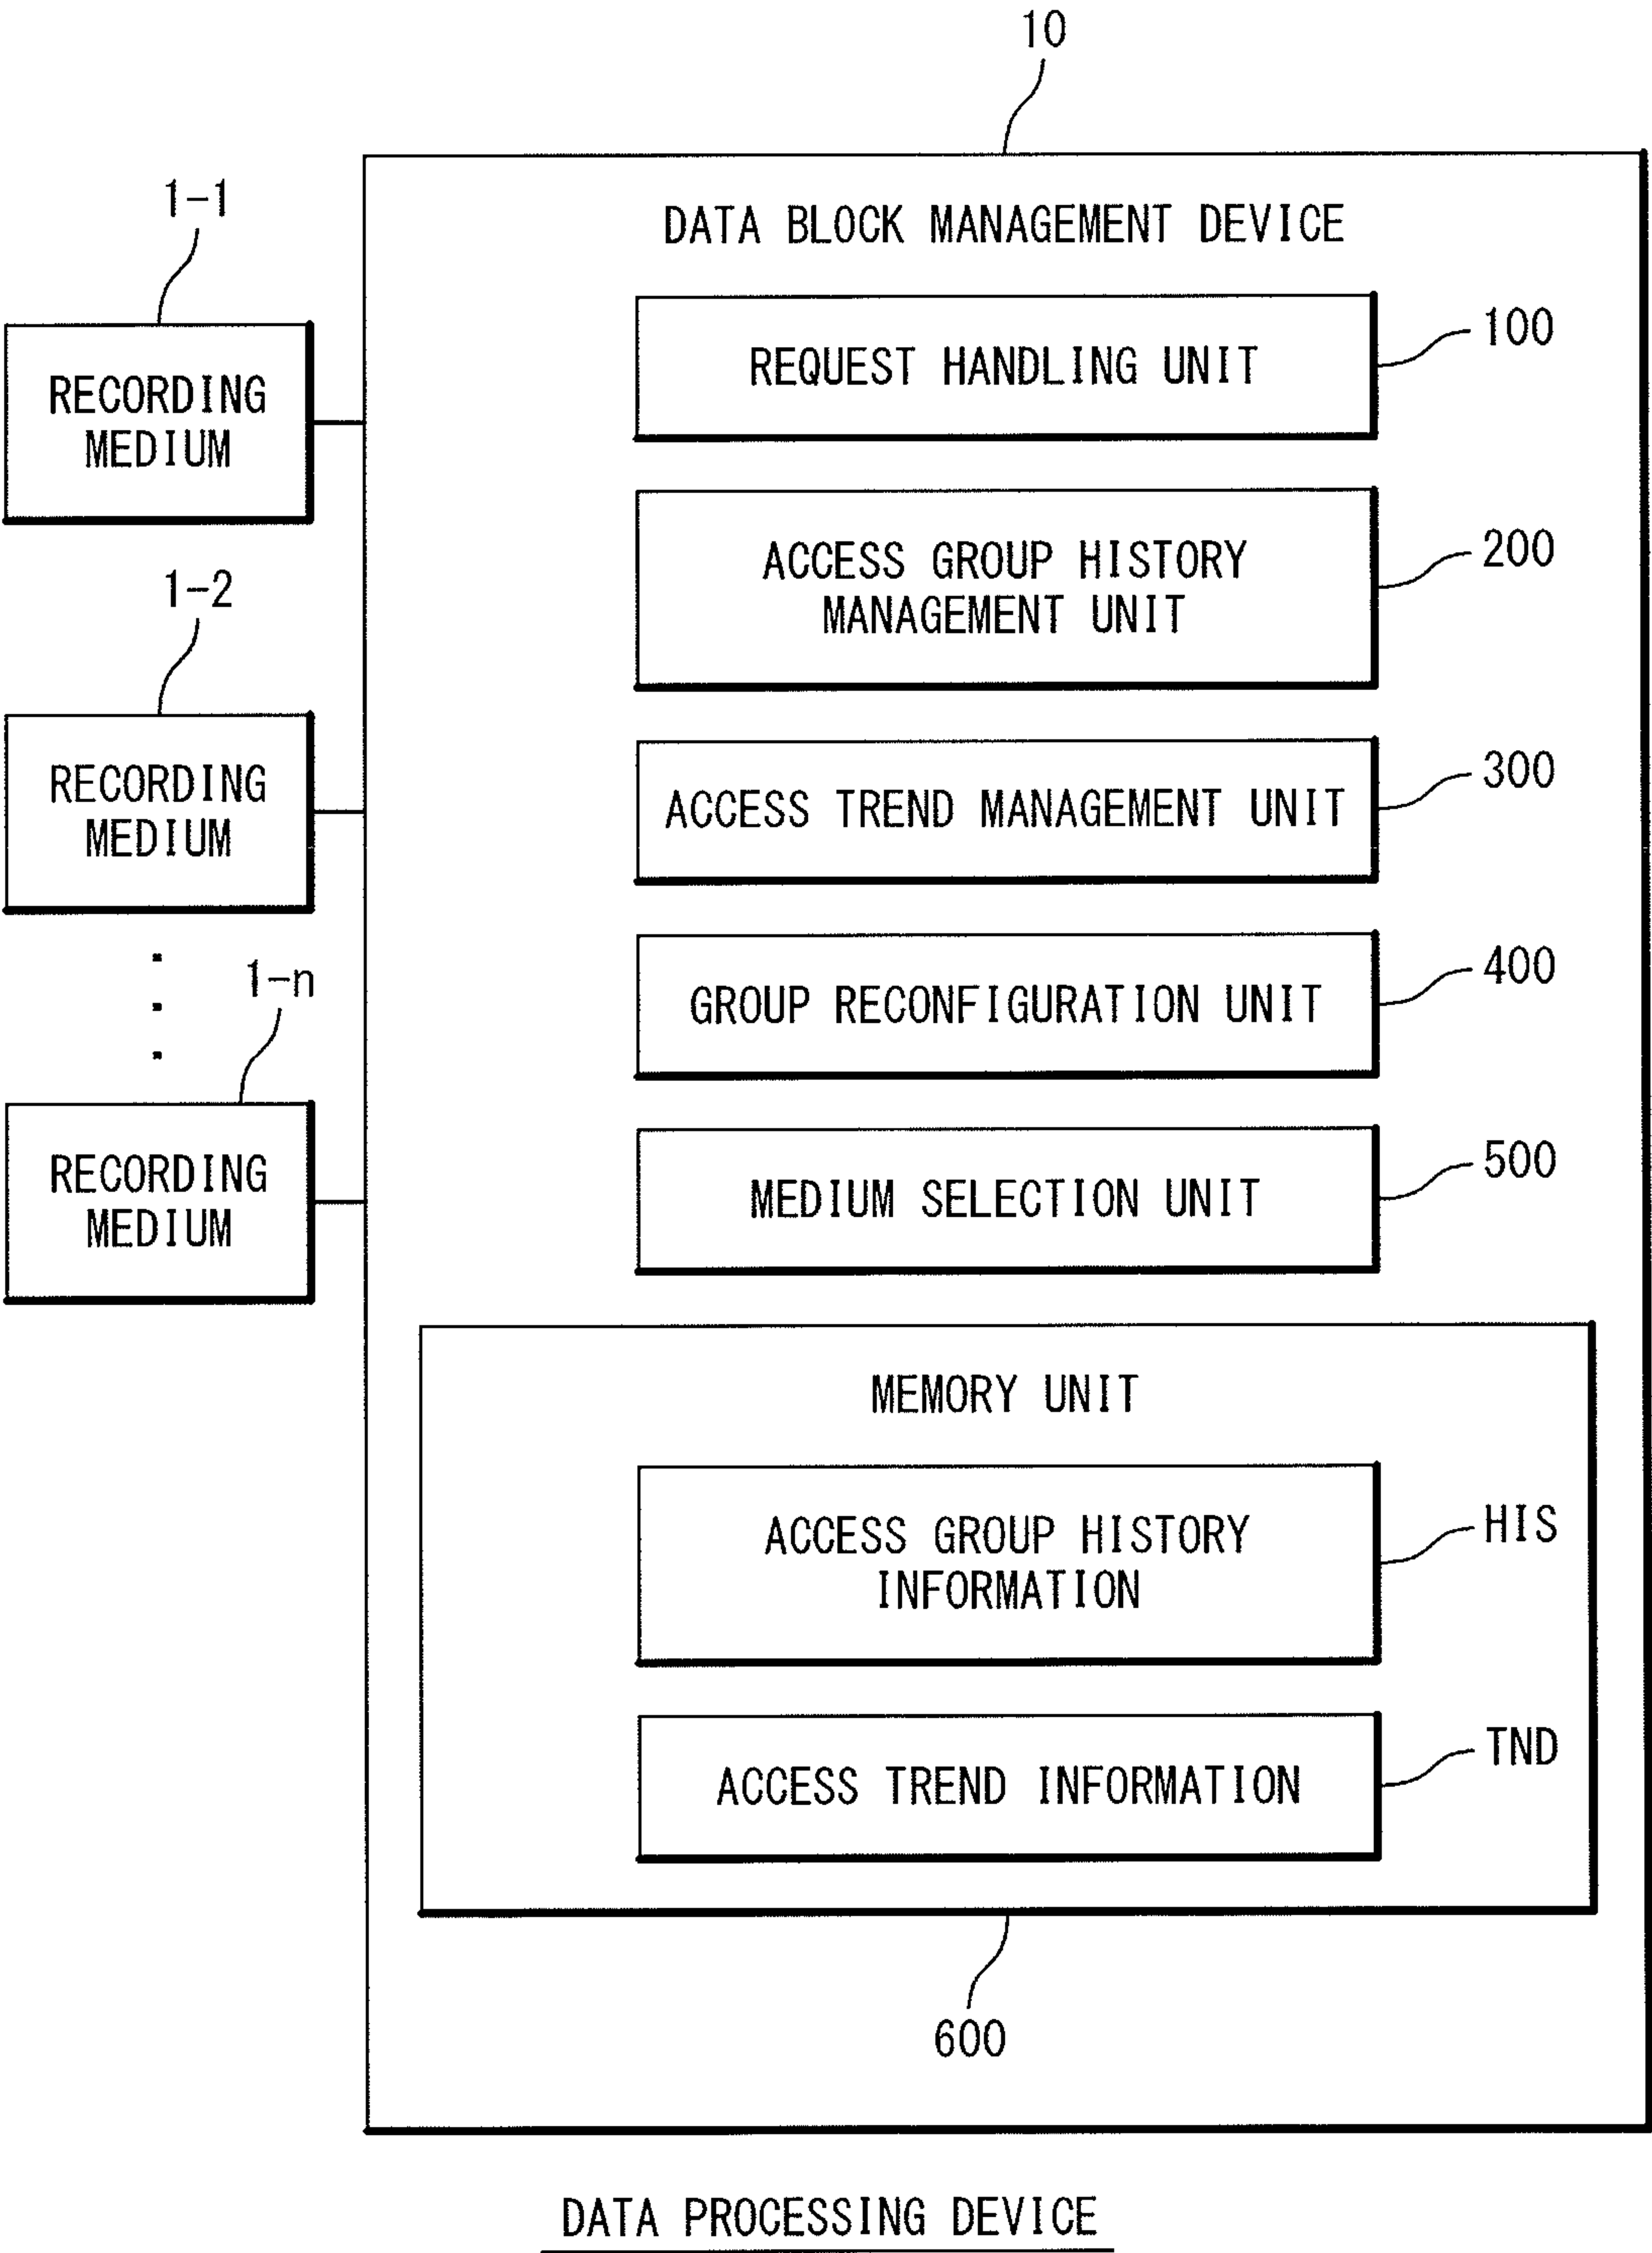 10
1-1
DATA BLOCK MANAGEMENT DEVICE
RECORDING
MEDIUM
REQUEST HANDLING UNIT
100
1-2
ACCESS GROUP HISTORY
MANAGEMENT UNIT
200
RECORDING
MEDIUM
ACCESS TREND MANAGEMENT UNIT
300
1-n
GROUP RECONFIGURATION UNIT
400
RECORDING
MEDIUM
MEDIUM SELECTION UNIT
500
MEMORY UNIT
ACCESS GROUP HISTORY
INFORMATION
HIS
ACCESS TREND INFORMATION
TND
600
DATA PROCESSING DEVICE